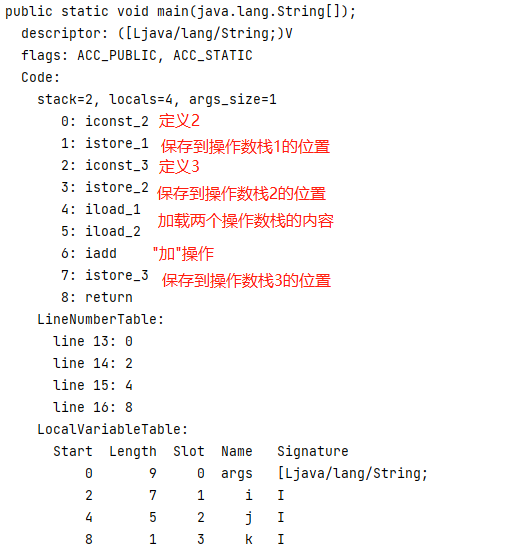 public static void main(java.lang.String[]);
descriptor: ([Ljava/lang/String;)V
flags: ACC_PUBLIC, ACC_STATIC
Code:
stack=2, locals=4, args_size=1
0: iconst_2 定义2
1: istore_1 保存到操作数栈1的位置
2: iconst_3 定义3
3: istore_2 保存到操作数栈2的位置
4: iload_1 加载两个操作数栈的内容
5: iload_2
6: iadd "加"操作
7: istore_3 保存到操作数栈3的位置
8: return
LineNumberTable:
line 13: 0
line 14: 2
line 15: 4
line 16: 8
LocalVariableTable:
Start Length Slot Name Signature
0 9 0 args [Ljava/lang/String;
2 7 1 i I
4 5 2 j I
8 1 3 k I